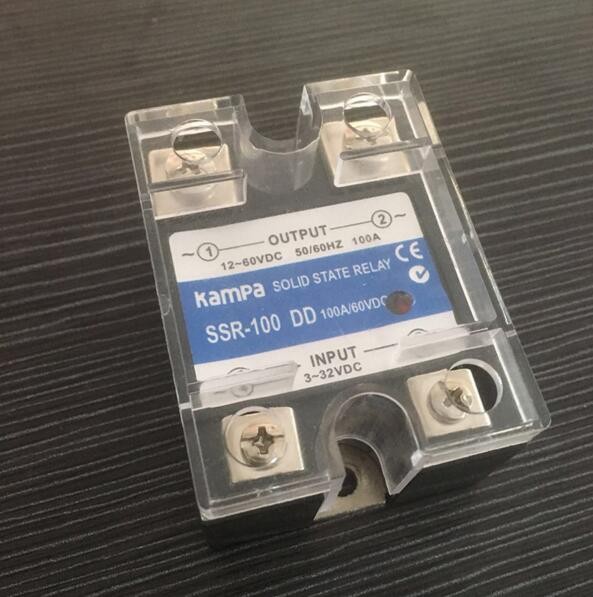 ~① OUTPUT ②~
12~60VDC 50/60HZ 100A
CE
kampa SOLID STATE RELAY
SSR-100 DD 100A/60VDC
INPUT
3~32VDC